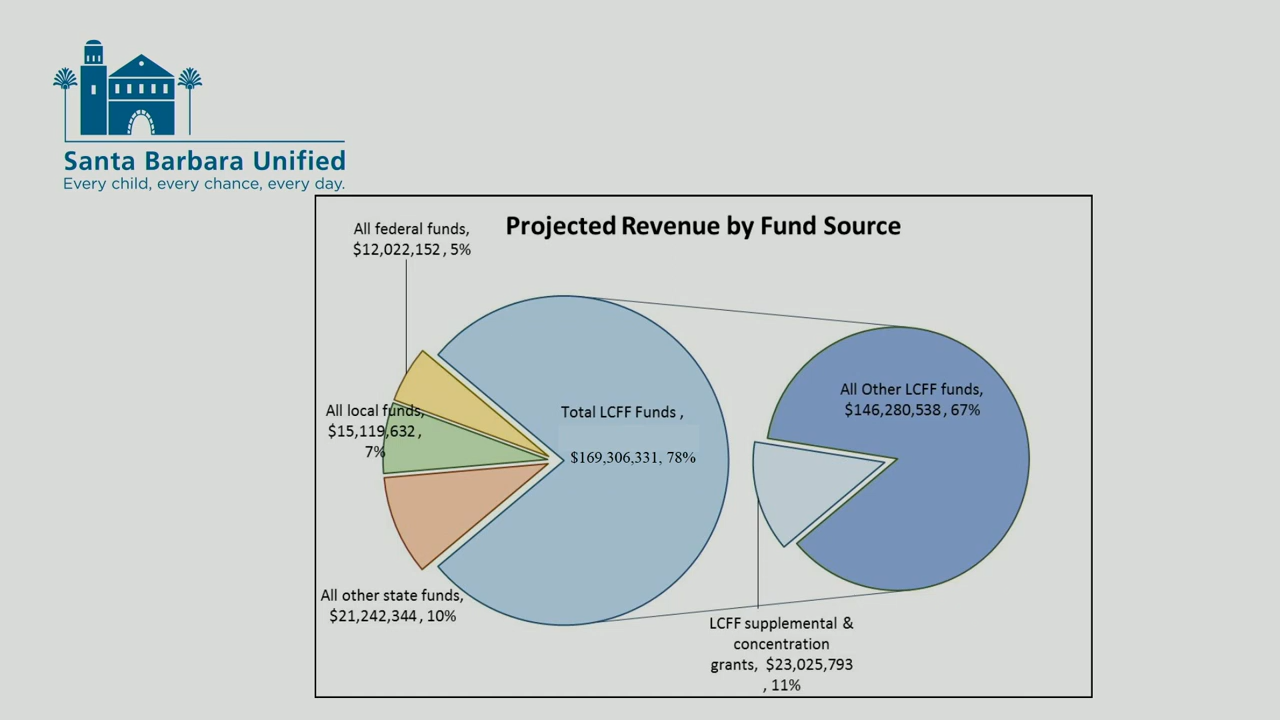 Santa Barbara Unified
Every child, every chance, every day.
Projected Revenue by Fund Source
All federal funds,
$12,022,152 , 5%
All local funds,
$15,119,632 ,
7%
All other state funds,
$21,242,344 , 10%
Total LCFF Funds ,
$169,306,331, 78%
All Other LCFF funds,
$146,280,538 , 67%
LCFF supplemental &
concentration
grants,  $23,025,793
, 11%